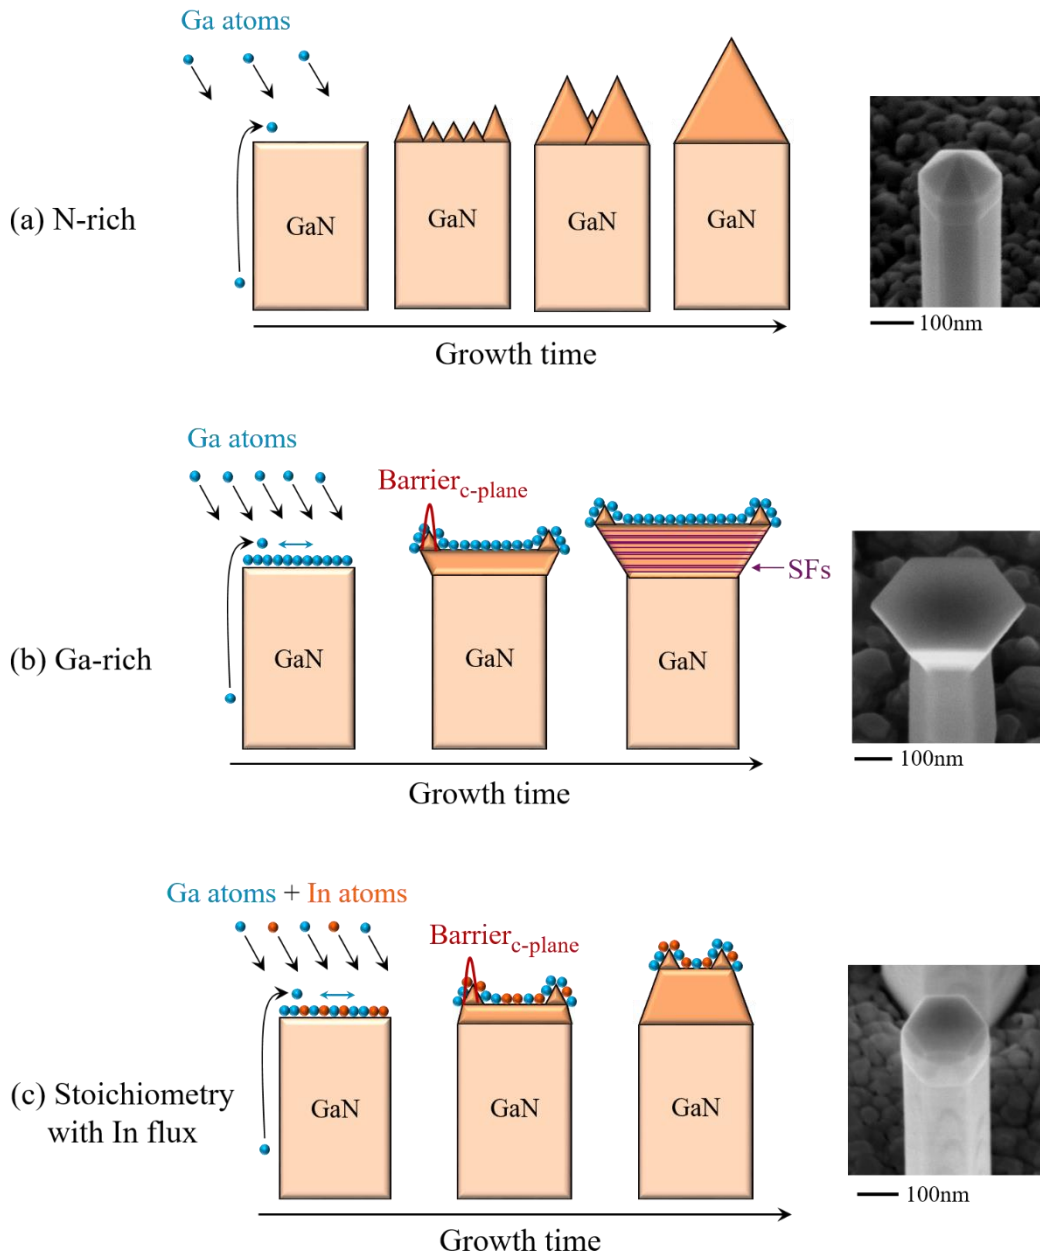 Ga atoms
(a) N-rich
GaN
GaN
GaN
GaN
100nm
Growth time
Ga atoms
Barrierc-plane
SFs
(b) Ga-rich
GaN
GaN
GaN
100nm
Growth time
Ga atoms + In atoms
Barrierc-plane
(c) Stoichiometry
with In flux
GaN
GaN
GaN
100nm
Growth time